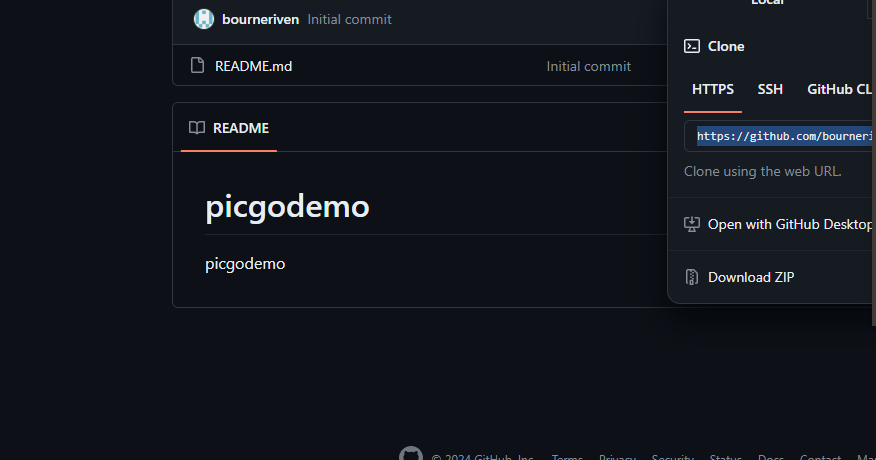 Local
bourneriven Initial commit
Clone
README.md Initial commit
HTTPS SSH GitHub CL
README
https://github.com/bourneri
Clone using the web URL.
picgodemo
Open with GitHub Desktop
picgodemo
Download ZIP
© 2024 GitHub, Inc. Terms Privacy Security Status Docs Contact